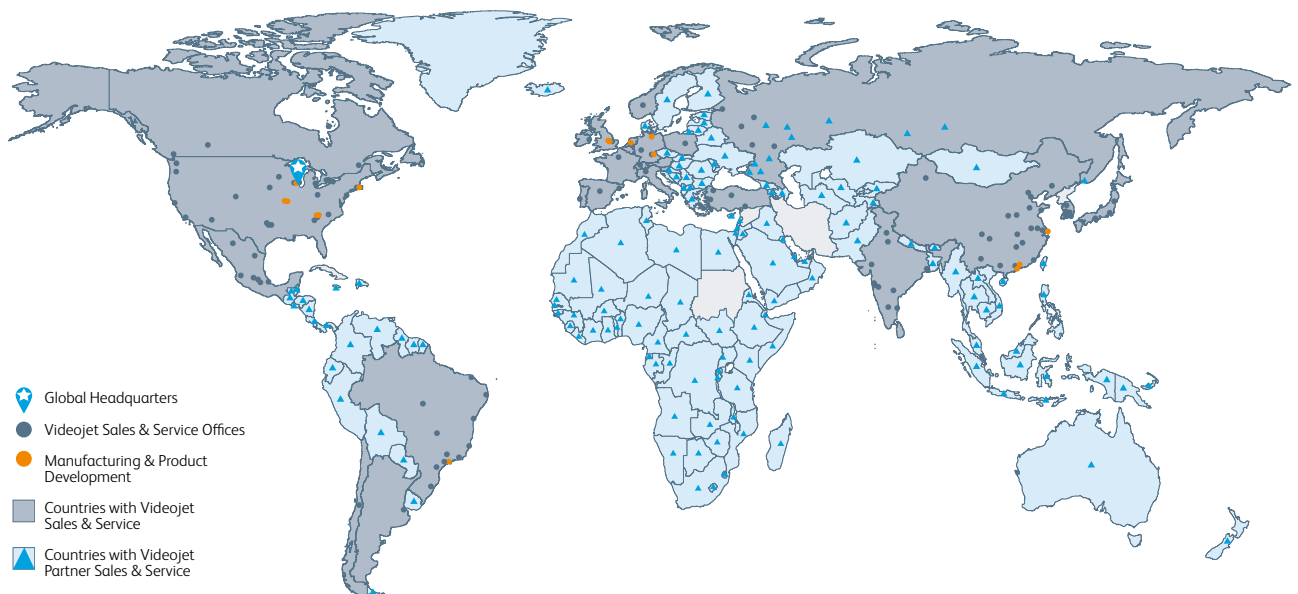 Global Headquarters
Videojet Sales & Service Offices
Manufacturing & Product
Development
Countries with Videojet
Sales & Service
Countries with Videojet
Partner Sales & Service